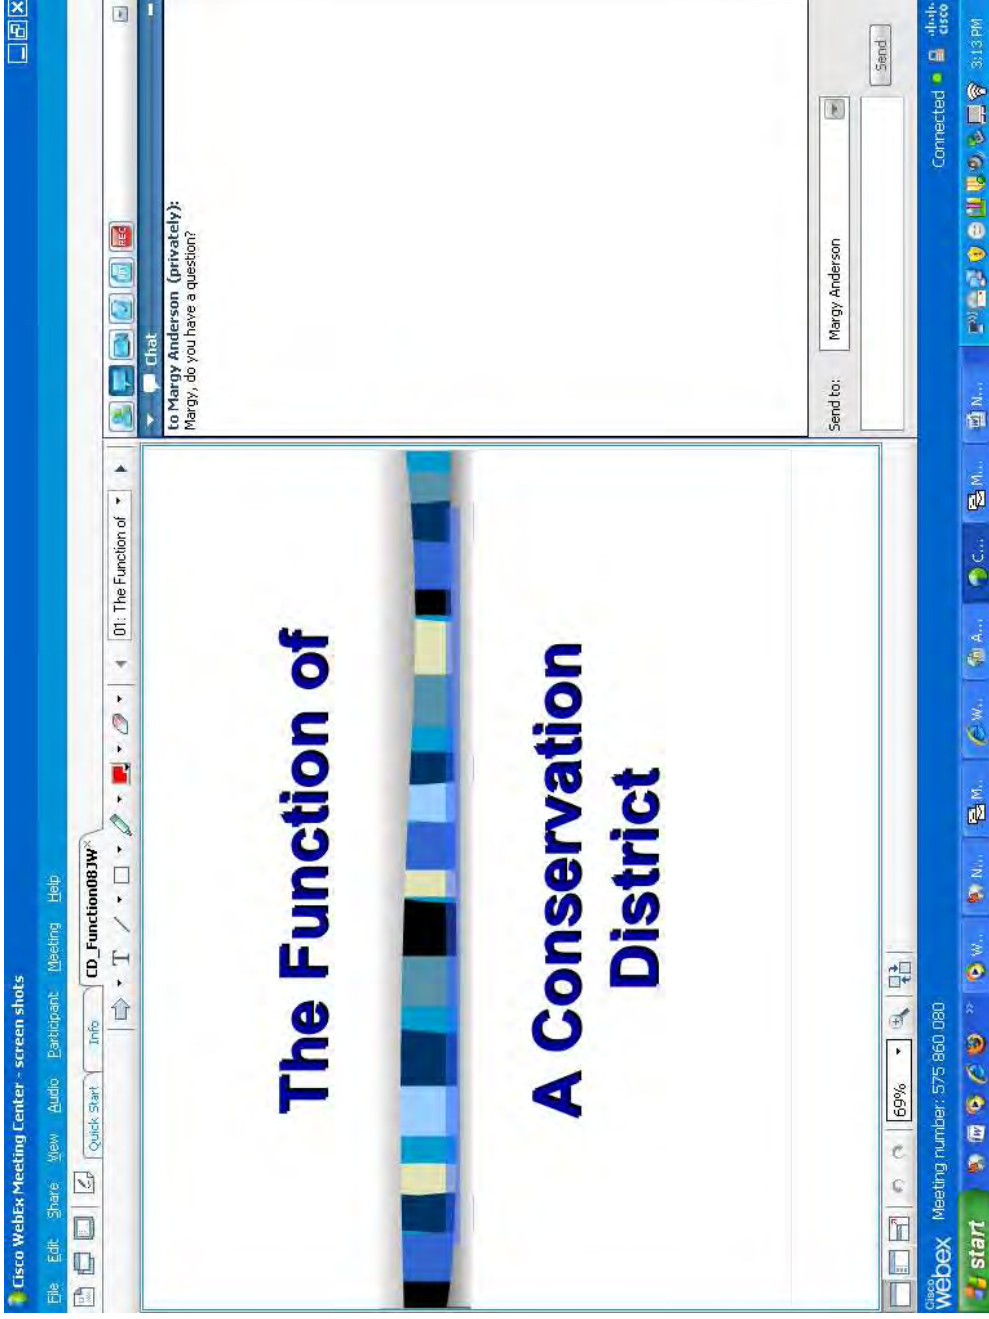 Cisco WebEx Meeting Center - screen shots
File Edit Share View Audio Participant Meeting Help
Quick Start Info CD_Function08JW
T
01: The Function of
REC
Chat
to Margy Anderson (privately):
Margy, do you have a question?
The Function of
A Conservation
District
Send to: Margy Anderson
Send
69%
Cisco webex Meeting number: 575 860 080 Connected cisco
start W... N... M... W... A... C... M... N... 3:13 PM